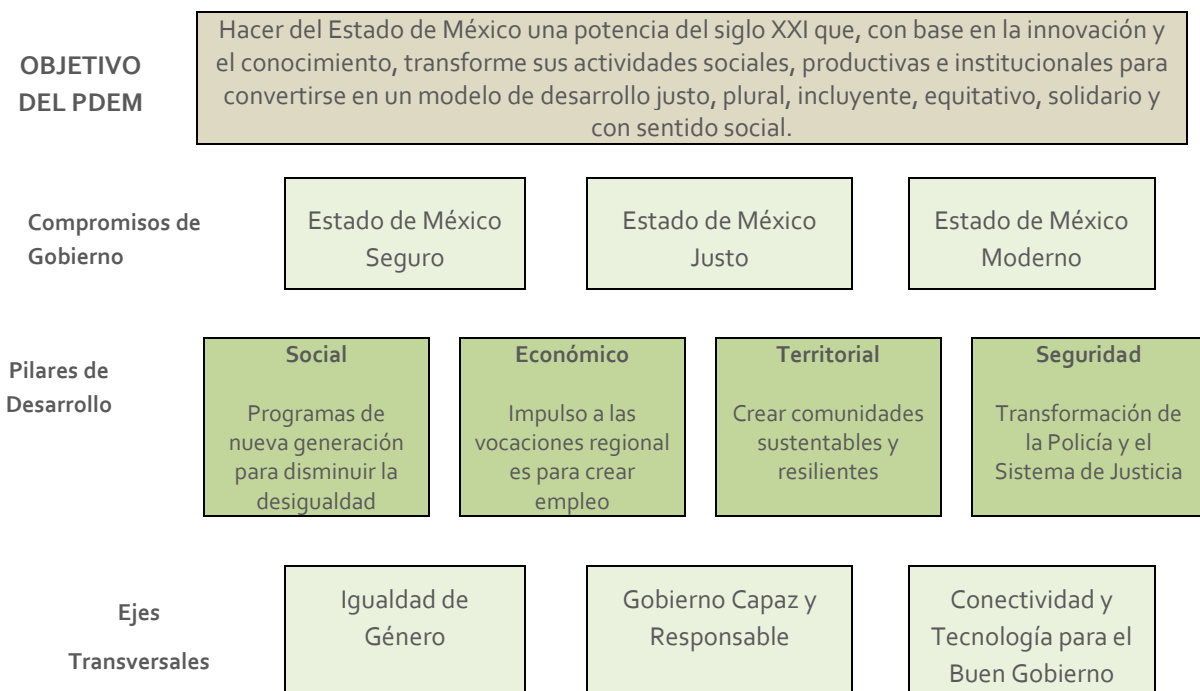 OBJETIVO
DEL PDEM
Hacer del Estado de México una potencia del siglo XXI que, con base en la innovación y
el conocimiento, transforme sus actividades sociales, productivas e institucionales para
convertirse en un modelo de desarrollo justo, plural, incluyente, equitativo, solidario y
con sentido social.
Compromisos de
Gobierno
Estado de México
Seguro
Estado de México
Justo
Estado de México
Moderno
Pilares de
Desarrollo
Social
Programas de
nueva generación
para disminuir la
desigualdad
Económico
Impulso a las
vocaciones regional
es para crear
empleo
Territorial
Crear comunidades
sustentables y
resilientes
Seguridad
Transformación de
la Policía y el
Sistema de Justicia
Ejes
Transversales
Igualdad de
Género
Gobierno Capaz y
Responsable
Conectividad y
Tecnología para el
Buen Gobierno